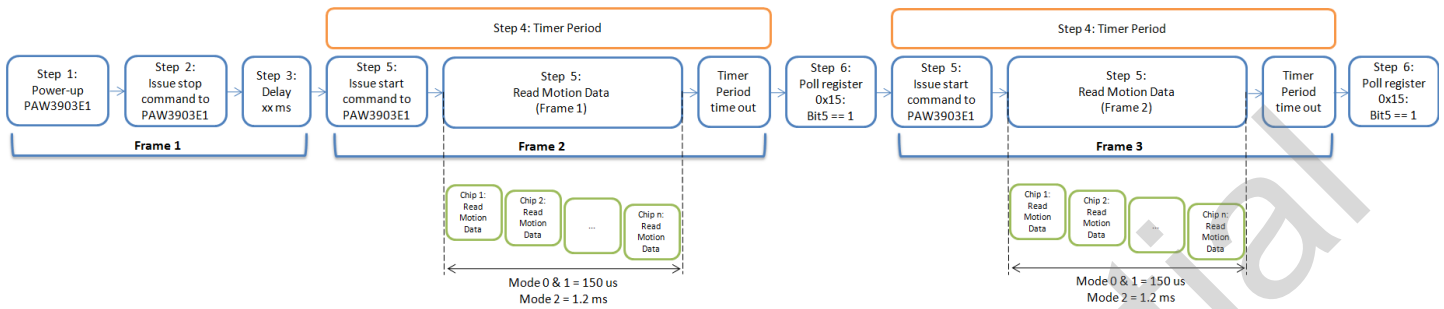 Step 4: Timer Period
Step 4: Timer Period
Step 1:
Power-up
PAW3903E1
Step 2:
Issue stop
command to
PAW3903E1
Step 3:
Delay
xx ms
Step 5:
Issue start
command to
PAW3903E1
Step 5:
Read Motion Data
(Frame 1)
Timer
Period
time out
Step 6:
Poll register
0x15:
Bit5 == 1
Step 5:
Issue start
command to
PAW3903E1
Step 5:
Read Motion Data
(Frame 2)
Timer
Period
time out
Step 6:
Poll register
0x15:
Bit5 == 1
Frame 1
Frame 2
Frame 3
Chip 1:
Read
Motion
Data
Chip 2:
Read
Motion
Data
...
Chip n:
Read
Motion
Data
Chip 1:
Read
Motion
Data
Chip 2:
Read
Motion
Data
...
Chip n:
Read
Motion
Data
Mode 0 & 1 = 150 us
Mode 2 = 1.2 ms
Mode 0 & 1 = 150 us
Mode 2 = 1.2 ms
tial